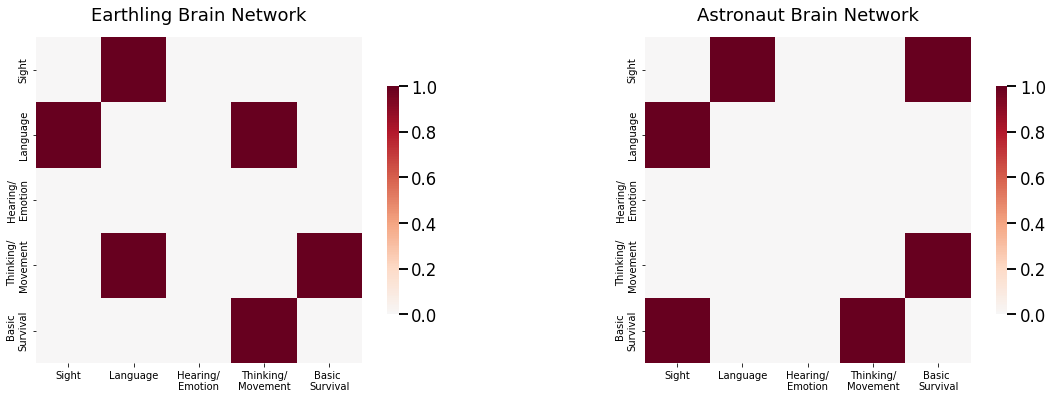 Earthling Brain Network
Sight
Language
Hearing/
Emotion
Thinking/
Movement
Basic
Survival
Sight
Language
Hearing/
Emotion
Thinking/
Movement
Basic
Survival
1.0
0.8
0.6
0.4
0.2
0.0
Astronaut Brain Network
Sight
Language
Hearing/
Emotion
Thinking/
Movement
Basic
Survival
Sight
Language
Hearing/
Emotion
Thinking/
Movement
Basic
Survival
1.0
0.8
0.6
0.4
0.2
0.0